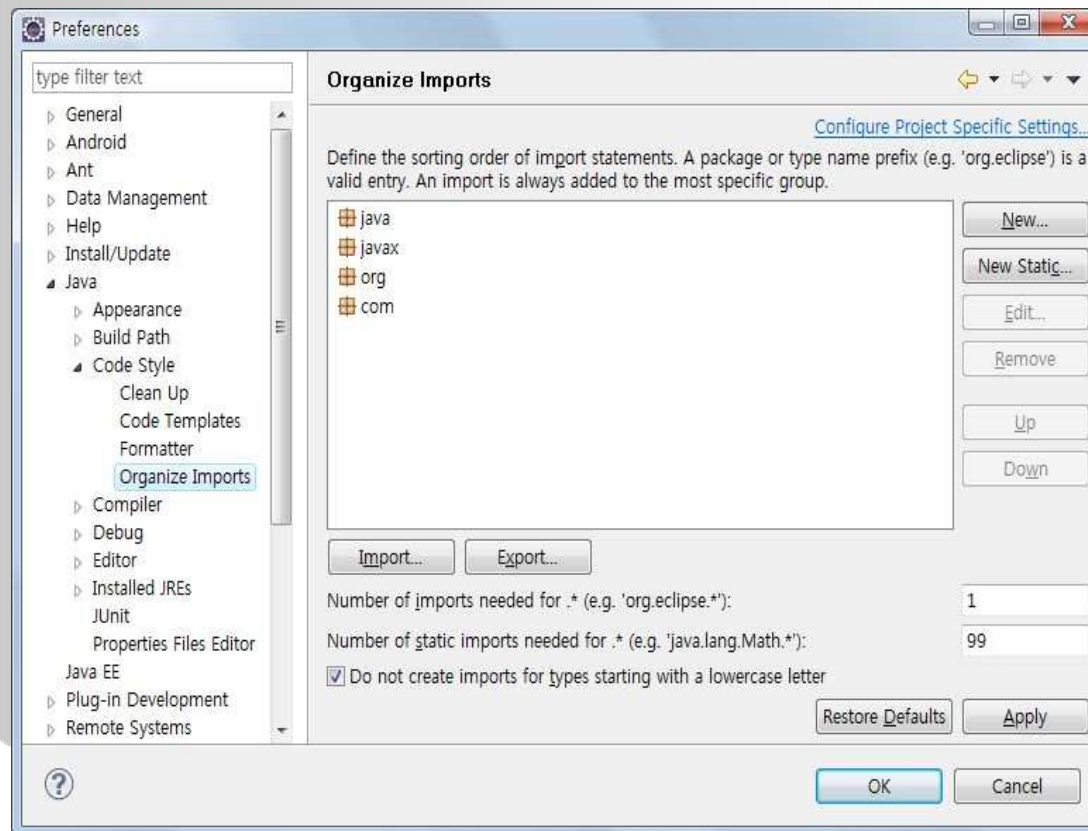 Preferences
type filter text
General
Android
Ant
Data Management
Help
Install/Update
Java
Appearance
Build Path
Code Style
Clean Up
Code Templates
Formatter
Organize Imports
Compiler
Debug
Editor
Installed JREs
JUnit
Properties Files Editor
Java EE
Plug-in Development
Remote Systems
Organize Imports
Configure Project Specific Settings...
Define the sorting order of import statements. A package or type name prefix (e.g. 'org.eclipse') is a
valid entry. An import is always added to the most specific group.
java
javax
org
com
New...
New Static...
Edit...
Remove
Up
Down
Import...
Export...
Number of imports needed for .* (e.g. 'org.eclipse.*'):
1
Number of static imports needed for .* (e.g. 'java.lang.Math.*'):
99
Do not create imports for types starting with a lowercase letter
Restore Defaults
Apply
OK
Cancel